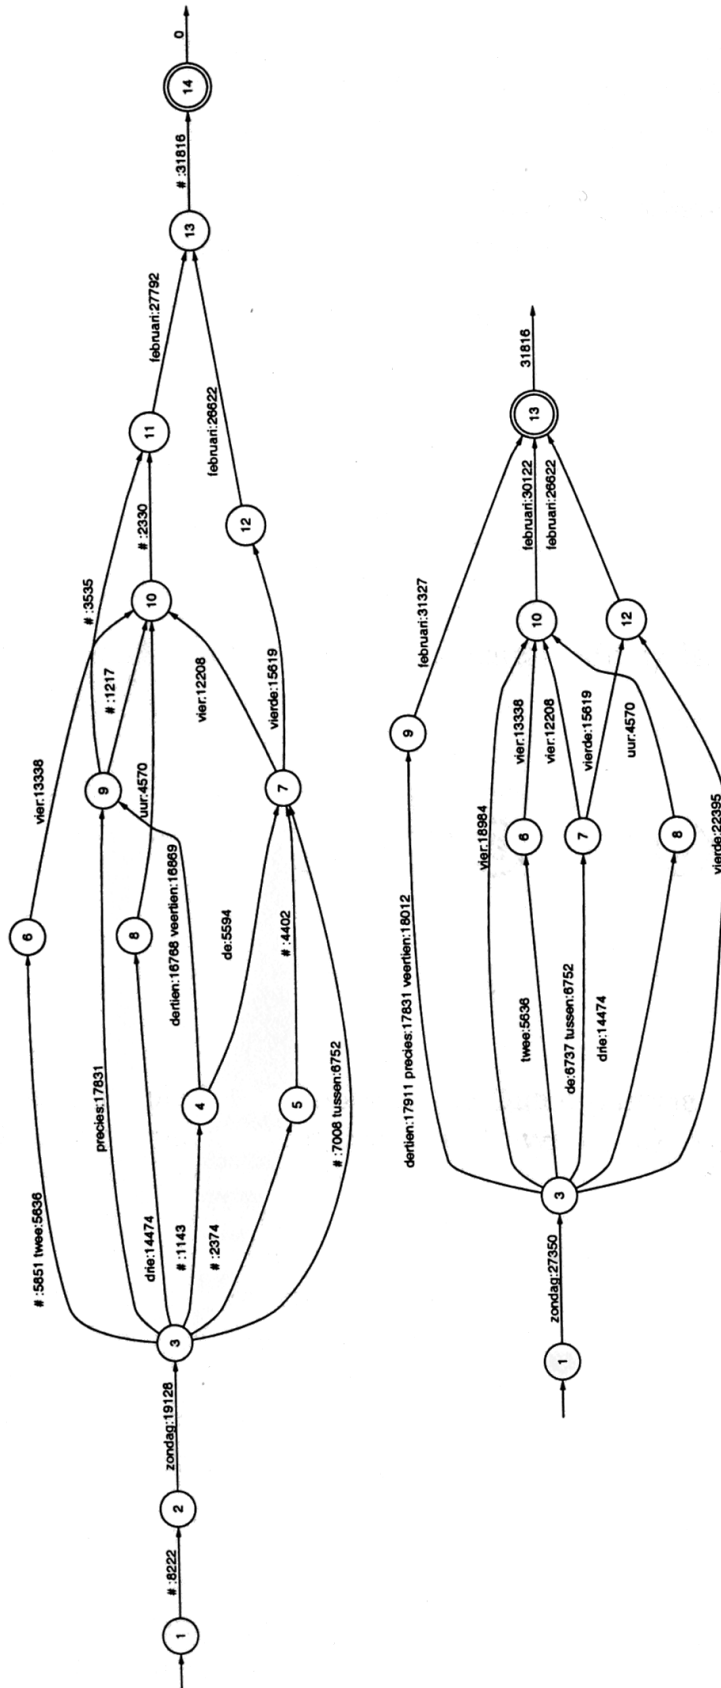 1
# :8222
2
zondag:19128
3
# :5851 twee:5636
precies:17831
drie:14474
# :1143
# :2374
# :7008 tussen:6752
6
8
4
5
dertien:16768 veertien:16869
de:5594
# :4402
vier:13338
9
uur:4570
7
# :3535
# :1217
vier:12208
vierde:15619
10
# :2330
11
12
februari:27792
februari:26622
13
# :31816
14
0
1
zondag:27350
3
dertien:17911 precies:17831 veertien:18012
vier:18984
twee:5636
de:6737 tussen:6752
drie:14474
vierde:22395
9
6
7
8
vier:13338
vier:12208
vierde:15619
uur:4570
10
12
februari:31327
februari:30122
februari:26622
13
31816